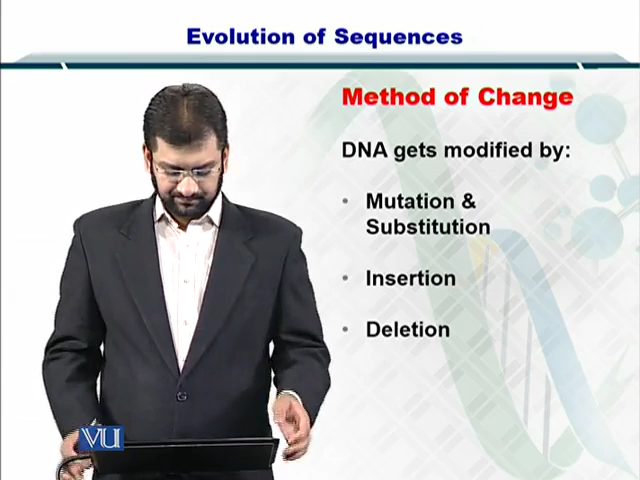 Evolution of Sequences
Method of Change
DNA gets modified by:
• Mutation &
Substitution
• Insertion
• Deletion
VU